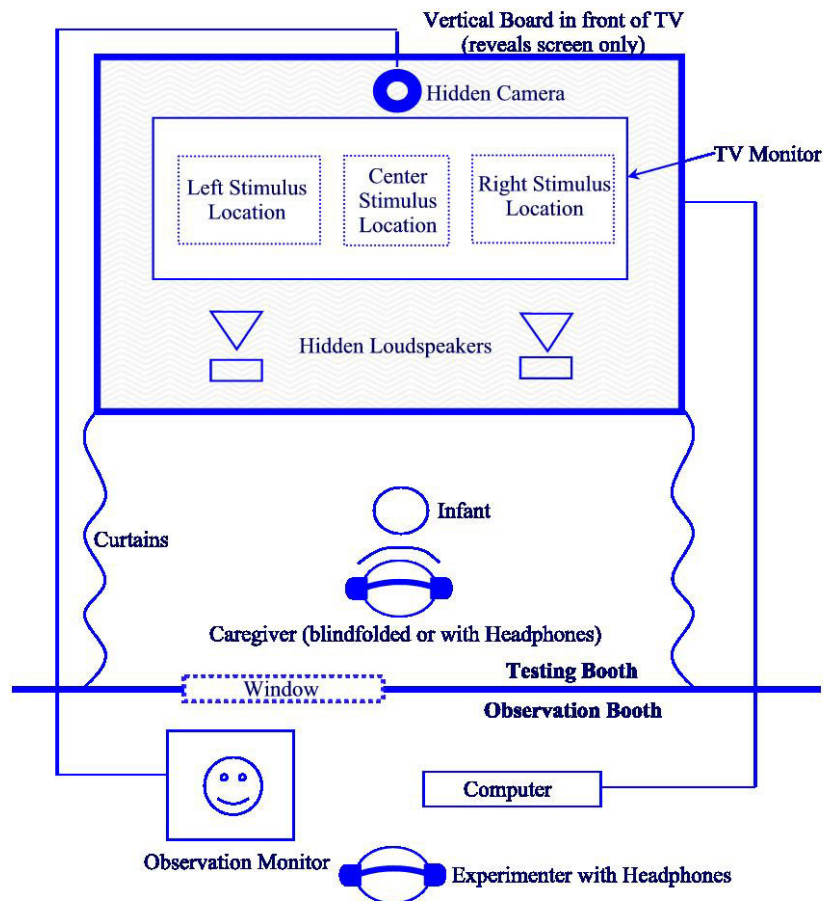 Vertical Board in front of TV
(reveals screen only)
Hidden Camera
TV Monitor
Left Stimulus
Location
Center
Stimulus
Location
Right Stimulus
Location
Hidden Loudspeakers
Infant
Curtains
Caregiver (blindfolded or with Headphones)
Testing Booth
Window
Observation Booth
Computer
Observation Monitor
Experimenter with Headphones